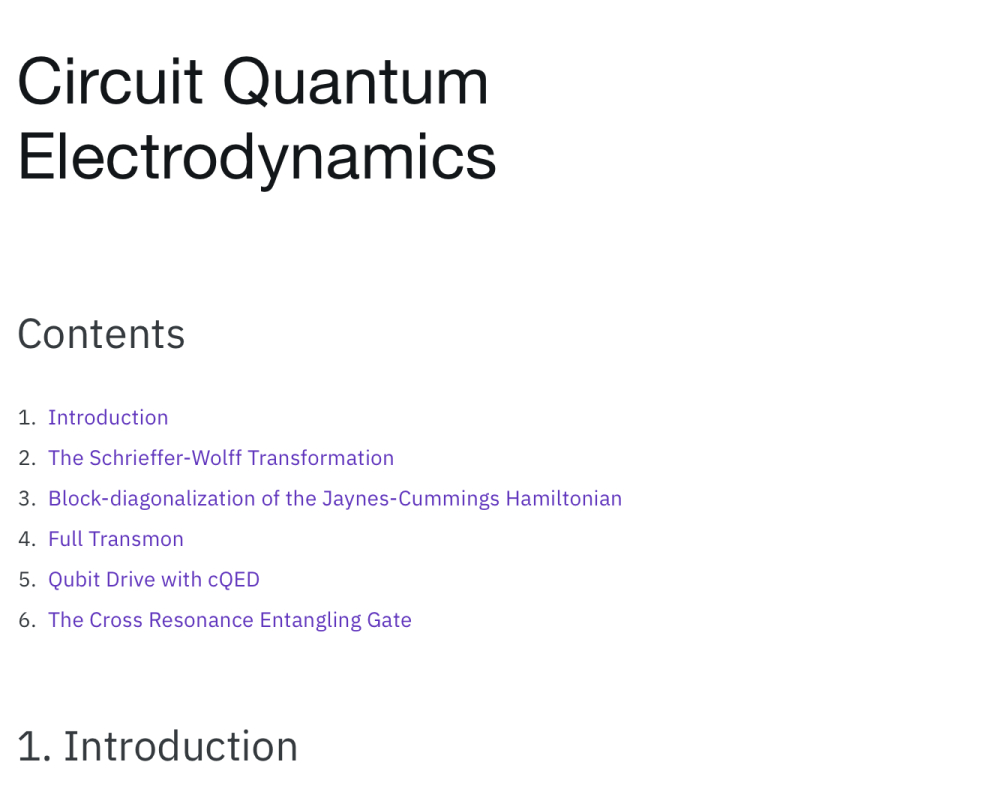 Circuit Quantum
Electrodynamics
Contents
1. Introduction
2. The Schrieffer-Wolff Transformation
3. Block-diagonalization of the Jaynes-Cummings Hamiltonian
4. Full Transmon
5. Qubit Drive with cQED
6. The Cross Resonance Entangling Gate
1. Introduction